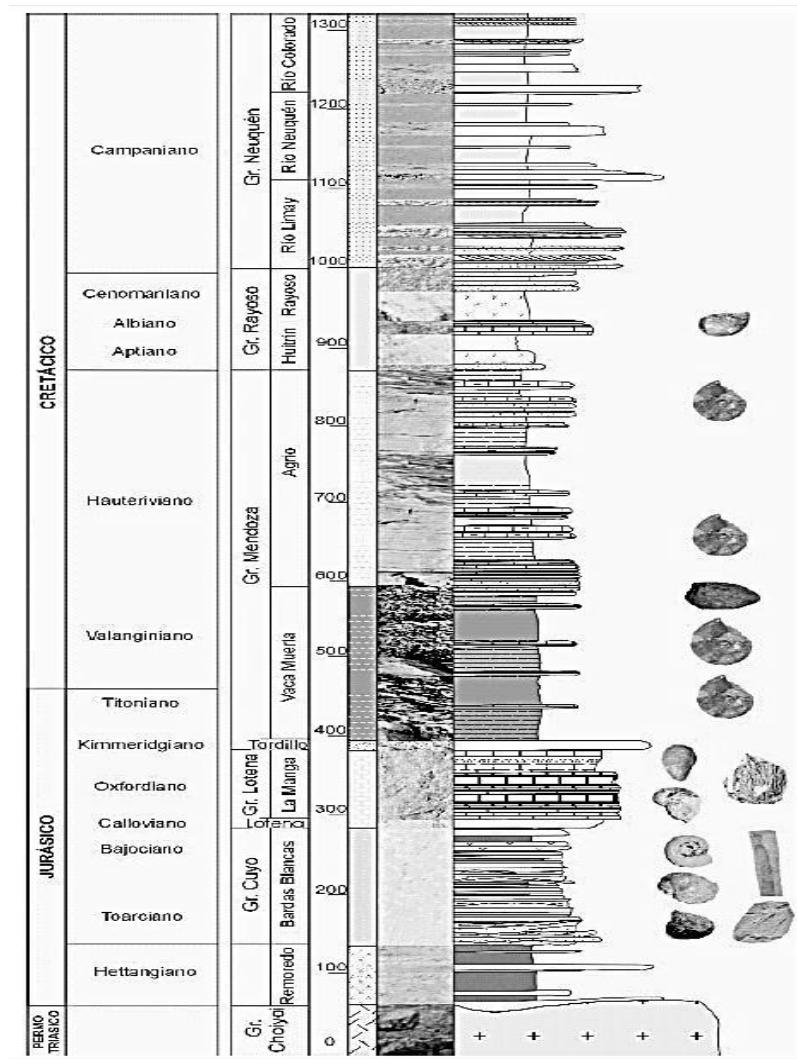 CRETÁCICO
JURÁSICO
PERMO
TRIASICO
Campaniano
Cenomaniano
Albiano
Aptiano
Hauteriviano
Valanginiano
Titoniano
Kimmeridgiano
Oxfordiano
Calloviano
Bajociano
Toarciano
Hettangiano
Gr. Neuquén
Gr. Rayoso
Gr. Mendoza
Gr. Lotena
Gr. Cuyo
Gr.
Choiyoi
Río Colorado
Río Neuquén
Río Limay
Rayoso
Huitrín
Agrio
Vaca Muerta
Tordillo
La Manga
Lotena
Bardas Blancas
Remoredo
1300
1200
1100
1000
900
800
700
600
500
400
300
200
100
0